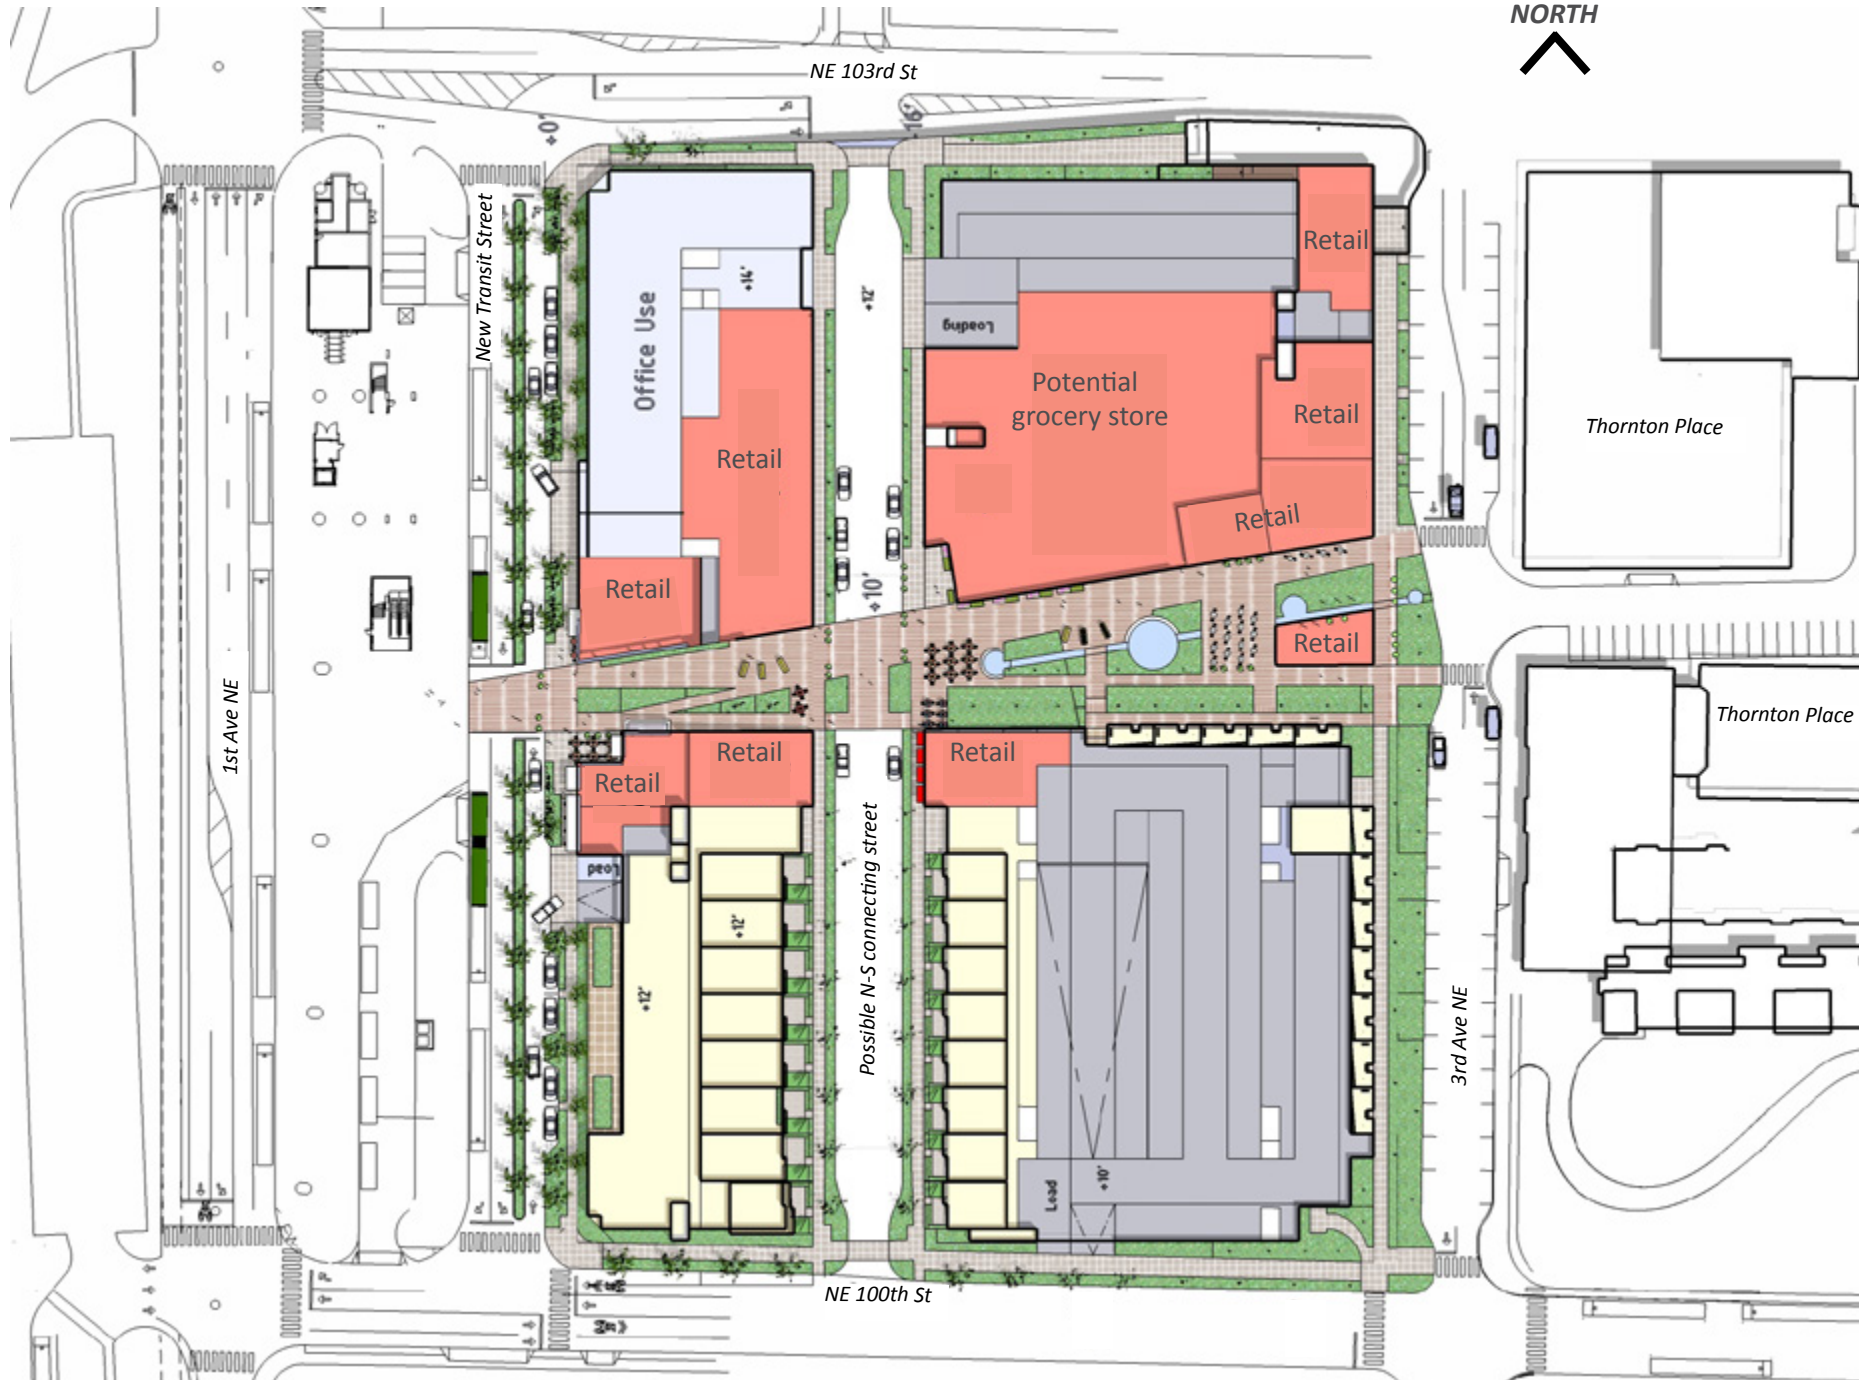 NORTH
NE 103rd St
+0'
16'
New Transit Street
+14'
Office Use
+12'
Retail
Loading
Potential
grocery store
Retail
Retail
Thornton Place
Retail
Retail
+10'
Retail
1st Ave NE
Thornton Place
Retail
Retail
Retail
Load
+12'
+12'
Possible N-S connecting street
3rd Ave NE
Load
+10'
NE 100th St